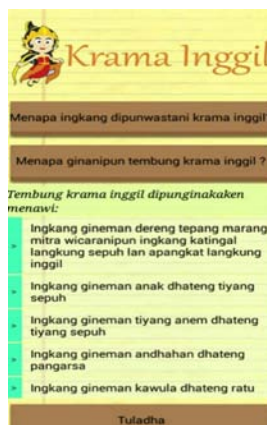 Krama Inggil
Menapa ingkang dipunwastani krama inggil?
Menapa ginanipun tembung krama inggil ?
Tembung krama inggil dipunginakaken
menawi:
Ingkang gineman dereng tepang marang
mitra wicaranipun ingkang katingal
langkung sepuh lan apangkat langkung
inggil
Ingkang gineman anak dhateng tiyang
sepuh
Ingkang gineman tiyang anem dhateng
tiyang sepuh
Ingkang gineman andhahan dhateng
pangarsa
Ingkang gineman kawula dhateng ratu
Tuladha